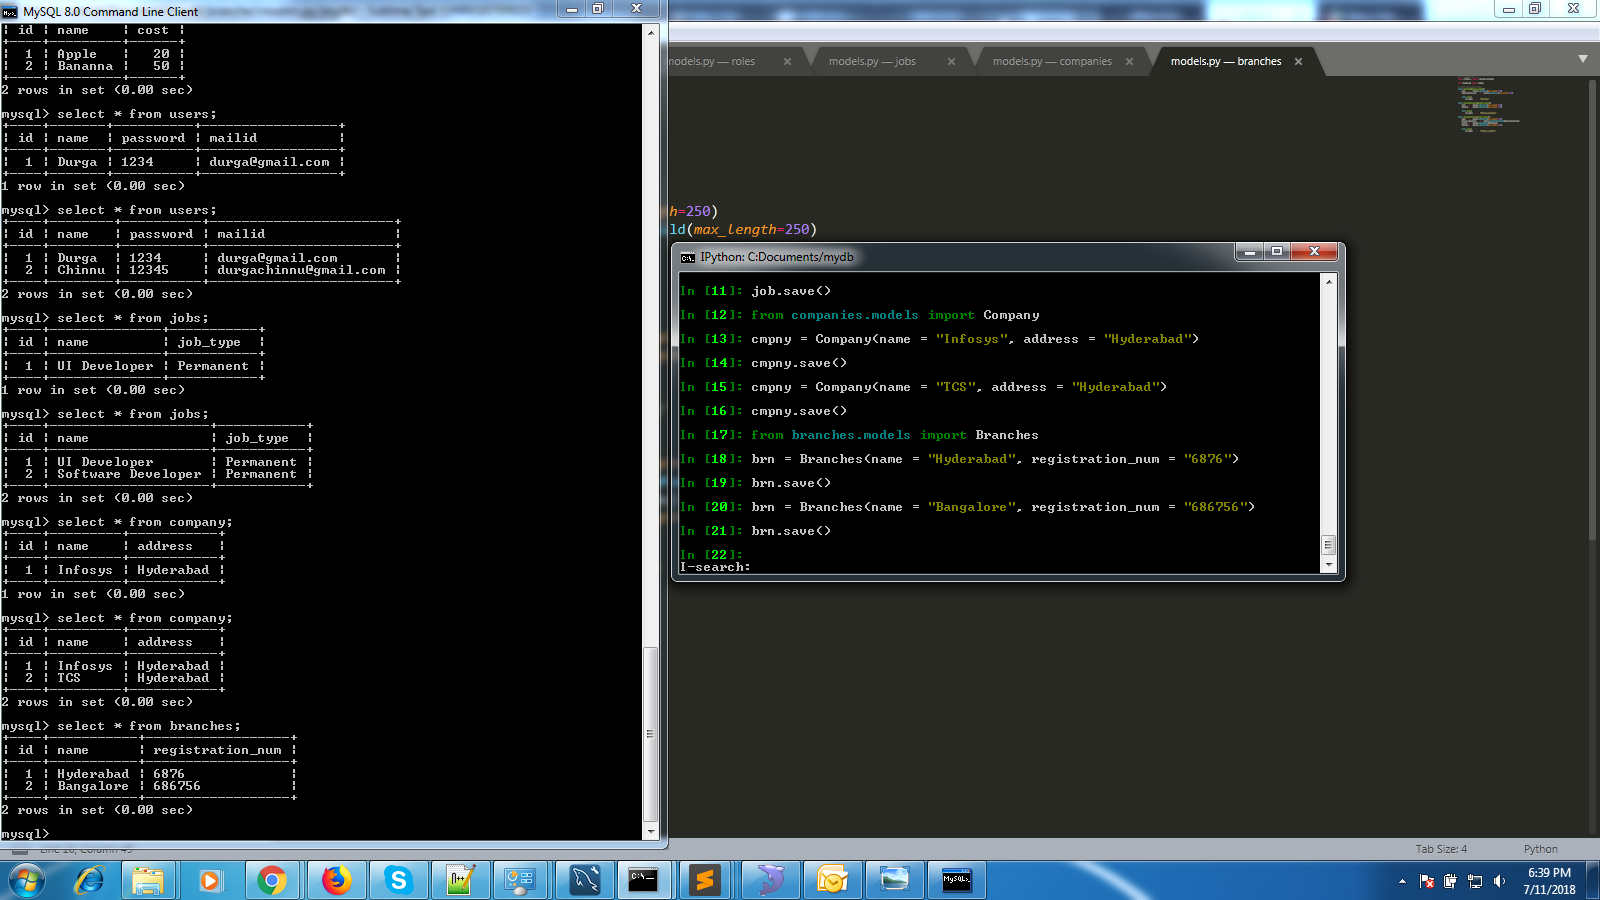 MySQL 8.0 Command Line Client
| id | name | cost |
| 1 | Apple | 20 |
| 2 | Bananna | 50 |
2 rows in set (0.00 sec)
mysql> select * from users;
| id | name | password | mailid |
| 1 | Durga | 1234 | durga@gmail.com |
1 row in set (0.00 sec)
mysql> select * from users;
| id | name | password | mailid |
| 1 | Durga | 1234 | durga@gmail.com |
| 2 | Chinnu | 12345 | durgachinnu@gmail.com |
2 rows in set (0.00 sec)
mysql> select * from jobs;
| id | name | job_type |
| 1 | UI Developer | Permanent |
1 row in set (0.00 sec)
mysql> select * from jobs;
| id | name | job_type |
| 1 | UI Developer | Permanent |
| 2 | Software Developer | Permanent |
2 rows in set (0.00 sec)
mysql> select * from company;
| id | name | address |
| 1 | Infosys | Hyderabad |
1 row in set (0.00 sec)
mysql> select * from company;
| id | name | address |
| 1 | Infosys | Hyderabad |
| 2 | TCS | Hyderabad |
2 rows in set (0.00 sec)
mysql> select * from branches;
| id | name | registration_num |
| 1 | Hyderabad | 6876 |
| 2 | Bangalore | 686756 |
2 rows in set (0.00 sec)
mysql>
models.py — roles
models.py — jobs
models.py — companies
models.py — branches
h=250)
ld(max_length=250)
IPython: C:Documents/mydb
In [11]: job.save()
In [12]: from companies.models import Company
In [13]: cmpny = Company(name = "Infosys", address = "Hyderabad")
In [14]: cmpny.save()
In [15]: cmpny = Company(name = "TCS", address = "Hyderabad")
In [16]: cmpny.save()
In [17]: from branches.models import Branches
In [18]: brn = Branches(name = "Hyderabad", registration_num = "6876")
In [19]: brn.save()
In [20]: brn = Branches(name = "Bangalore", registration_num = "686756")
In [21]: brn.save()
In [22]:
I-search:
Tab Size: 4
Python
MySQL
6:39 PM
7/11/2018